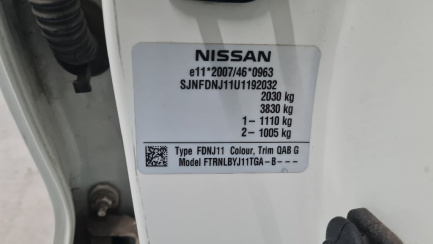 NISSAN
e11*2007/46*0963
SJNFDNJ11U1192032
2030 kg
3830 kg
1- 1110 kg
2- 1005 kg
Type FDNJ11 Colour, Trim QAB G
Model FTRNLBYJ11TGA-B---